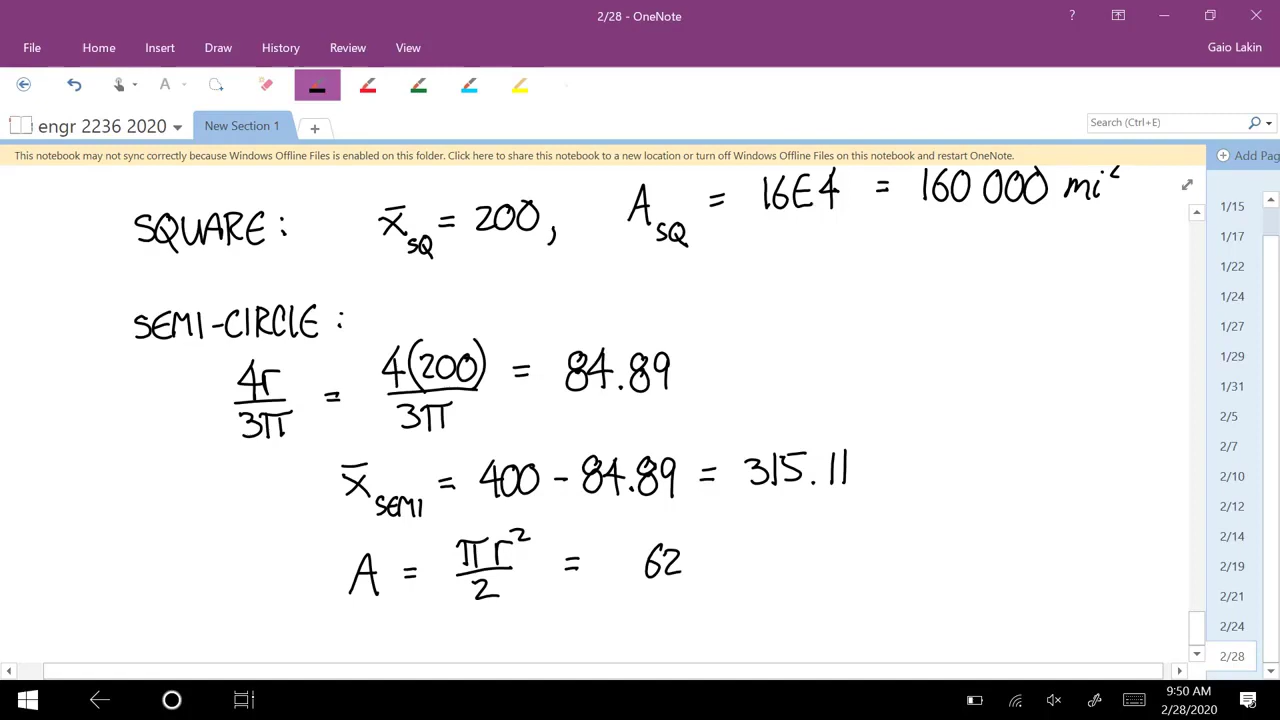 2/28 - OneNote
?
File Home Insert Draw History Review View Gaio Lakin
A
engr 2236 2020 New Section 1 + Search (Ctrl+E)
This notebook may not sync correctly because Windows Offline Files is enabled on this folder. Click here to share this notebook to a new location or turn off Windows Offline Files on this notebook and restart OneNote.
Add Pag
SQUARE: x̄_SQ = 200, A_SQ = 16E4 = 160 000 mi²
SEMI-CIRCLE:
4r/3π = 4(200)/3π = 84.89
x̄_SEMI = 400 - 84.89 = 315.11
A = πr²/2 = 62
1/15
1/17
1/22
1/24
1/27
1/29
1/31
2/5
2/7
2/10
2/12
2/14
2/19
2/21
2/24
2/28
9:50 AM
2/28/2020